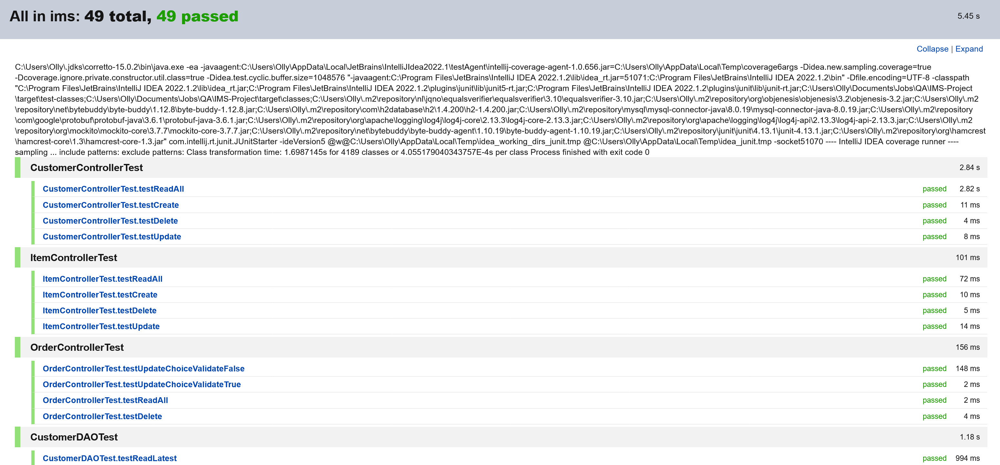 All in ims: 49 total, 49 passed 5.45 s
Collapse | Expand
C:\Users\Olly\.jdks\corretto-15.0.2\bin\java.exe -ea -javaagent:C:\Users\Olly\AppData\Local\JetBrains\IntelliJIdea2022.1\testAgent\intellij-coverage-agent-1.0.656.jar=C:\Users\Olly\AppData\Local\Temp\coverage6args -Didea.new.sampling.coverage=true
-Dcoverage.ignore.private.constructor.util.class=true -Didea.test.cyclic.buffer.size=1048576 "-javaagent:C:\Program Files\JetBrains\IntelliJ IDEA 2022.1.2\lib\idea_rt.jar=51071:C:\Program Files\JetBrains\IntelliJ IDEA 2022.1.2\bin" -Dfile.encoding=UTF-8 -classpath
"C:\Program Files\JetBrains\IntelliJ IDEA 2022.1.2\lib\idea_rt.jar;C:\Program Files\JetBrains\IntelliJ IDEA 2022.1.2\plugins\junit\lib\junit5-rt.jar;C:\Program Files\JetBrains\IntelliJ IDEA 2022.1.2\plugins\junit\lib\junit-rt.jar;C:\Users\Olly\Documents\Jobs\QA\IMS-Project
\target\test-classes;C:\Users\Olly\Documents\Jobs\QA\IMS-Project\target\classes;C:\Users\Olly\.m2\repository\nl\jqno\equalsverifier\equalsverifier\3.10\equalsverifier-3.10.jar;C:\Users\Olly\.m2\repository\org\objenesis\objenesis\3.2\objenesis-3.2.jar;C:\Users\Olly\.m2
\repository\net\bytebuddy\byte-buddy\1.12.8\byte-buddy-1.12.8.jar;C:\Users\Olly\.m2\repository\com\h2database\h2\1.4.200\h2-1.4.200.jar;C:\Users\Olly\.m2\repository\mysql\mysql-connector-java\8.0.19\mysql-connector-java-8.0.19.jar;C:\Users\Olly\.m2\repository
\com\google\protobuf\protobuf-java\3.6.1\protobuf-java-3.6.1.jar;C:\Users\Olly\.m2\repository\org\apache\logging\log4j\log4j-core\2.13.3\log4j-core-2.13.3.jar;C:\Users\Olly\.m2\repository\org\apache\logging\log4j\log4j-api\2.13.3\log4j-api-2.13.3.jar;C:\Users\Olly\.m2
\repository\org\mockito\mockito-core\3.7.7\mockito-core-3.7.7.jar;C:\Users\Olly\.m2\repository\net\bytebuddy\byte-buddy-agent\1.10.19\byte-buddy-agent-1.10.19.jar;C:\Users\Olly\.m2\repository\junit\junit\4.13.1\junit-4.13.1.jar;C:\Users\Olly\.m2\repository\org\hamcrest
\hamcrest-core\1.3\hamcrest-core-1.3.jar" com.intellij.rt.junit.JUnitStarter -ideVersion5 @w@C:\Users\Olly\AppData\Local\Temp\idea_working_dirs_junit.tmp @C:\Users\Olly\AppData\Local\Temp\idea_junit.tmp -socket51070 ---- IntelliJ IDEA coverage runner ----
sampling ... include patterns: exclude patterns: Class transformation time: 1.6987145s for 4189 classes or 4.055179040343757E-4s per class Process finished with exit code 0
CustomerControllerTest 2.84 s
CustomerControllerTest.testReadAll passed 2.82 s
CustomerControllerTest.testCreate passed 11 ms
CustomerControllerTest.testDelete passed 4 ms
CustomerControllerTest.testUpdate passed 8 ms
ItemControllerTest 101 ms
ItemControllerTest.testReadAll passed 72 ms
ItemControllerTest.testCreate passed 10 ms
ItemControllerTest.testDelete passed 5 ms
ItemControllerTest.testUpdate passed 14 ms
OrderControllerTest 156 ms
OrderControllerTest.testUpdateChoiceValidateFalse passed 148 ms
OrderControllerTest.testUpdateChoiceValidateTrue passed 2 ms
OrderControllerTest.testReadAll passed 2 ms
OrderControllerTest.testDelete passed 4 ms
CustomerDAOTest 1.18 s
CustomerDAOTest.testReadLatest passed 994 ms